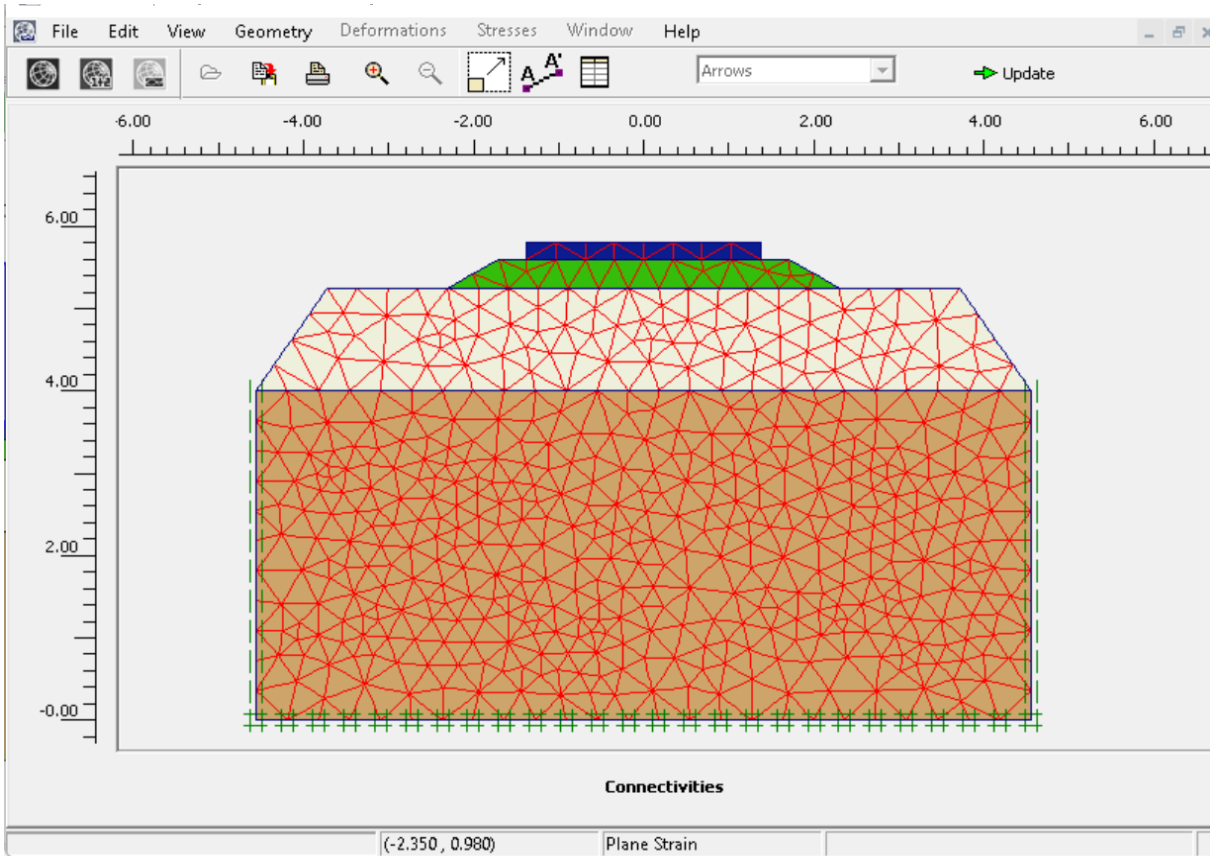 File Edit View Geometry Deformations Stresses Window Help
Arrows Update
A A'
-6.00 -4.00 -2.00 0.00 2.00 4.00 6.00
6.00
4.00
2.00
-0.00
Connectivities
(-2.350 , 0.980) Plane Strain